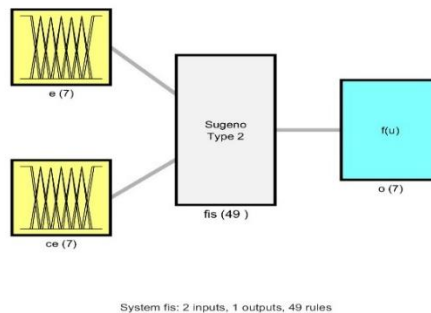 e (7)
Sugeno
Type 2
f(u)
o (7)
fis (49 )
ce (7)
System fis: 2 inputs, 1 outputs, 49 rules